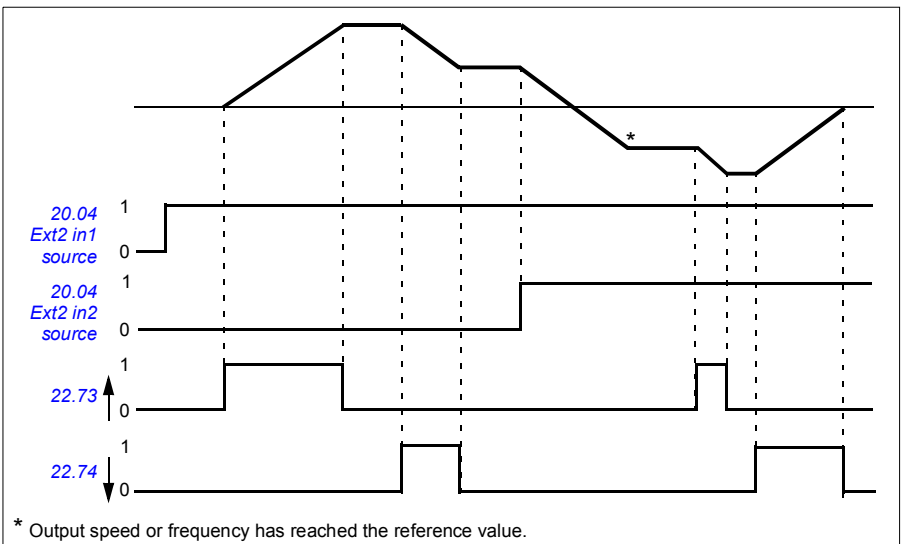 *
20.04
Ext2 in1
source
1
0
20.04
Ext2 in2
source
1
0
22.73
1
0
22.74
1
0
* Output speed or frequency has reached the reference value.